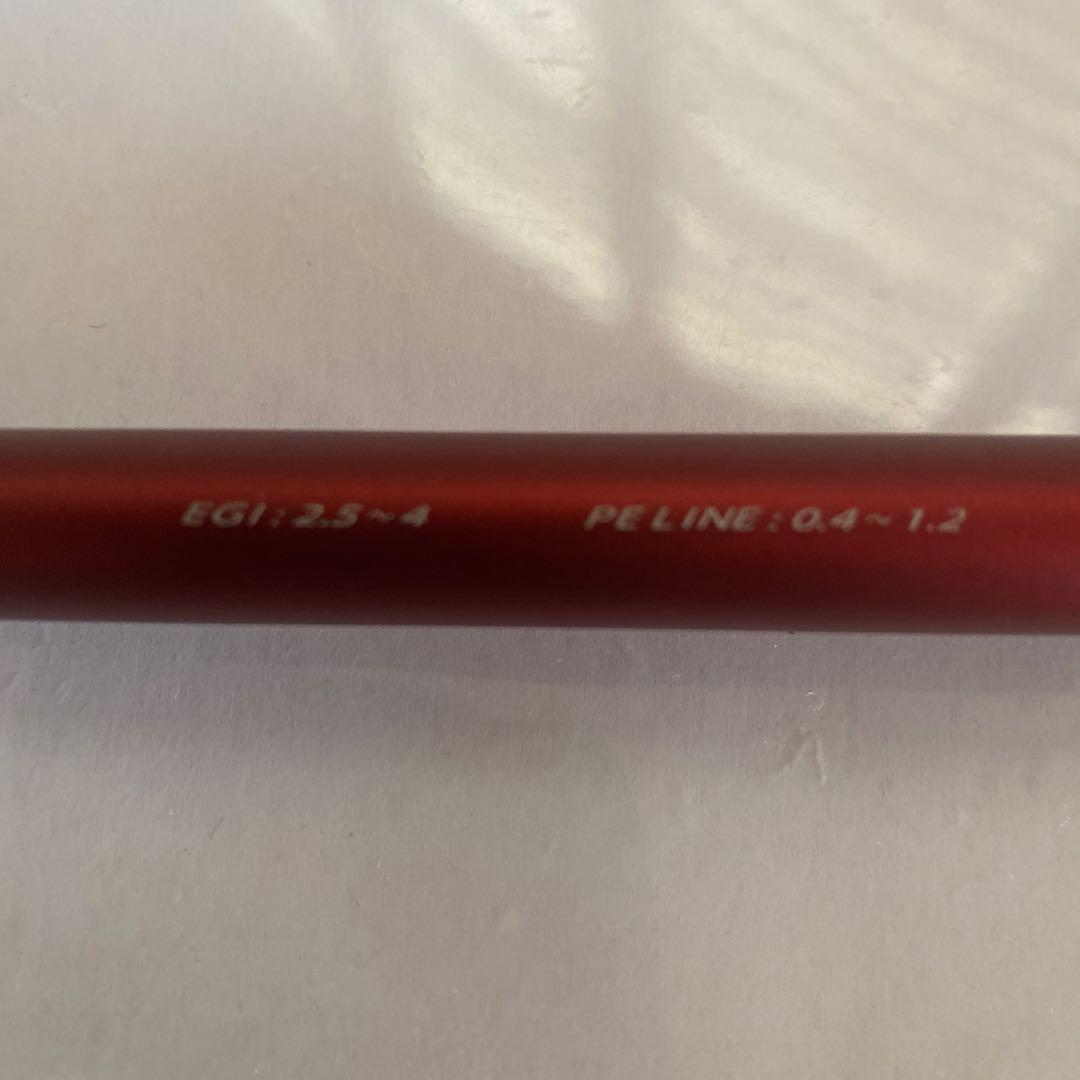 EGI : 2.5~4 PE LINE : 0.4~1.2